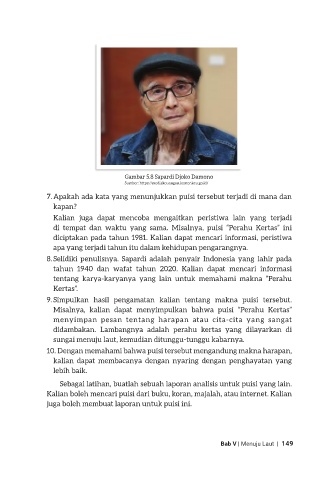 Gambar 5.8 Sapardi Djoko Damono
7. Apakah ada kata yang menunjukkan puisi tersebut terjadi di mana dan
kapan?
Kalian juga dapat mencoba mengaitkan peristiwa lain yang terjadi
di tempat dan waktu yang sama. Misalnya, puisi “Perahu Kertas” ini
diciptakan pada tahun 1981. Kalian dapat mencari informasi, peristiwa
apa yang terjadi tahun itu dalam kehidupan pengarangnya.
8. Selidiki penulisnya. Sapardi adalah penyair Indonesia yang lahir pada
tahun 1940 dan wafat tahun 2020. Kalian dapat mencari informasi
tentang karya-karyanya yang lain untuk memahami makna “Perahu
Kertas”.
9. Simpulkan hasil pengamatan kalian tentang makna puisi tersebut.
Misalnya, kalian dapat menyimpulkan bahwa puisi “Perahu Kertas”
menyimpan pesan tentang harapan atau cita-cita yang sangat
didambakan. Lambangnya adalah perahu kertas yang dilayarkan di
sungai menuju laut, kemudian ditunggu-tunggu kabarnya.
10. Dengan memahami bahwa puisi tersebut mengandung makna harapan,
kalian dapat membacanya dengan nyaring dengan penghayatan yang
lebih baik.
Sebagai latihan, buatlah sebuah laporan analisis untuk puisi yang lain.
Kalian boleh mencari puisi dari buku, koran, majalah, atau internet. Kalian
juga boleh membuat laporan untuk puisi ini.
Bab V | Menuju Laut | 149